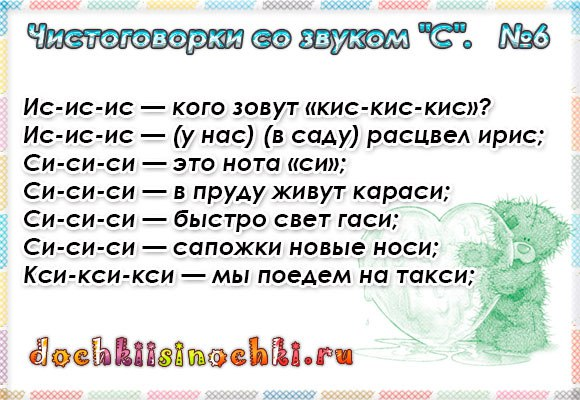 Чистоговорки со звуком "С". №6
Ис-ис-ис — кого зовут «кис-кис-кис»?
Ис-ис-ис — (у нас) (в саду) расцвел ирис;
Си-си-си — это нота «си»;
Си-си-си — в пруду живут караси;
Си-си-си — быстро свет гаси;
Си-си-си — сапожки новые носи;
Кси-кси-кси — мы поедем на такси;
dochkiisinochki.ru